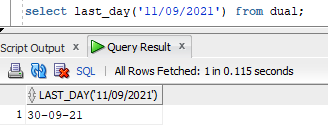 select last_day('11/09/2021') from dual;
Script Output × Query Result ×
SQL | All Rows Fetched: 1 in 0.115 seconds
LAST_DAY('11/09/2021')
1 30-09-21